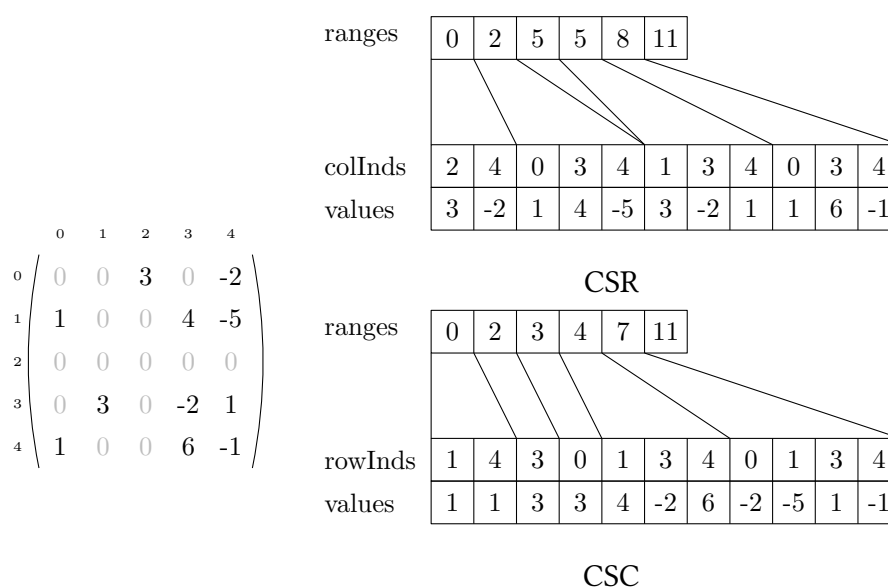 ranges 0 2 5 5 8 11
colInds 2 4 0 3 4 1 3 4 0 3 4
values 3 -2 1 4 -5 3 -2 1 1 6 -1
CSR
0 1 2 3 4
0 0 0 3 0 -2
1 1 0 0 4 -5
2 0 0 0 0 0
3 0 3 0 -2 1
4 1 0 0 6 -1
ranges 0 2 3 4 7 11
rowInds 1 4 3 0 1 3 4 0 1 3 4
values 1 1 3 3 4 -2 6 -2 -5 1 -1
CSC